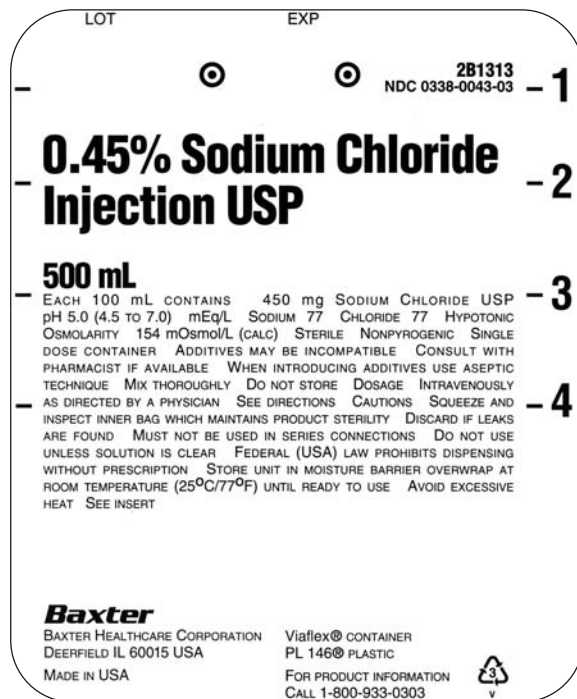 LOT EXP
2B1313
NDC 0338-0043-03
1
0.45% Sodium Chloride
2
Injection USP
500 mL
3
EACH 100 mL CONTAINS 450 mg SODIUM CHLORIDE USP
pH 5.0 (4.5 TO 7.0) mEq/L SODIUM 77 CHLORIDE 77 HYPOTONIC
OSMOLARITY 154 mOsmol/L (CALC) STERILE NONPYROGENIC SINGLE
DOSE CONTAINER ADDITIVES MAY BE INCOMPATIBLE CONSULT WITH
PHARMACIST IF AVAILABLE WHEN INTRODUCING ADDITIVES USE ASEPTIC
TECHNIQUE MIX THOROUGHLY DO NOT STORE DOSAGE INTRAVENOUSLY
AS DIRECTED BY A PHYSICIAN SEE DIRECTIONS CAUTIONS SQUEEZE AND
4
INSPECT INNER BAG WHICH MAINTAINS PRODUCT STERILITY DISCARD IF LEAKS
ARE FOUND MUST NOT BE USED IN SERIES CONNECTIONS DO NOT USE
UNLESS SOLUTION IS CLEAR FEDERAL (USA) LAW PROHIBITS DISPENSING
WITHOUT PRESCRIPTION STORE UNIT IN MOISTURE BARRIER OVERWRAP AT
ROOM TEMPERATURE (25ºC/77ºF) UNTIL READY TO USE AVOID EXCESSIVE
HEAT SEE INSERT
Baxter
BAXTER HEALTHCARE CORPORATION
DEERFIELD IL 60015 USA
MADE IN USA
Viaflex® CONTAINER
PL 146® PLASTIC
FOR PRODUCT INFORMATION
CALL 1-800-933-0303
3